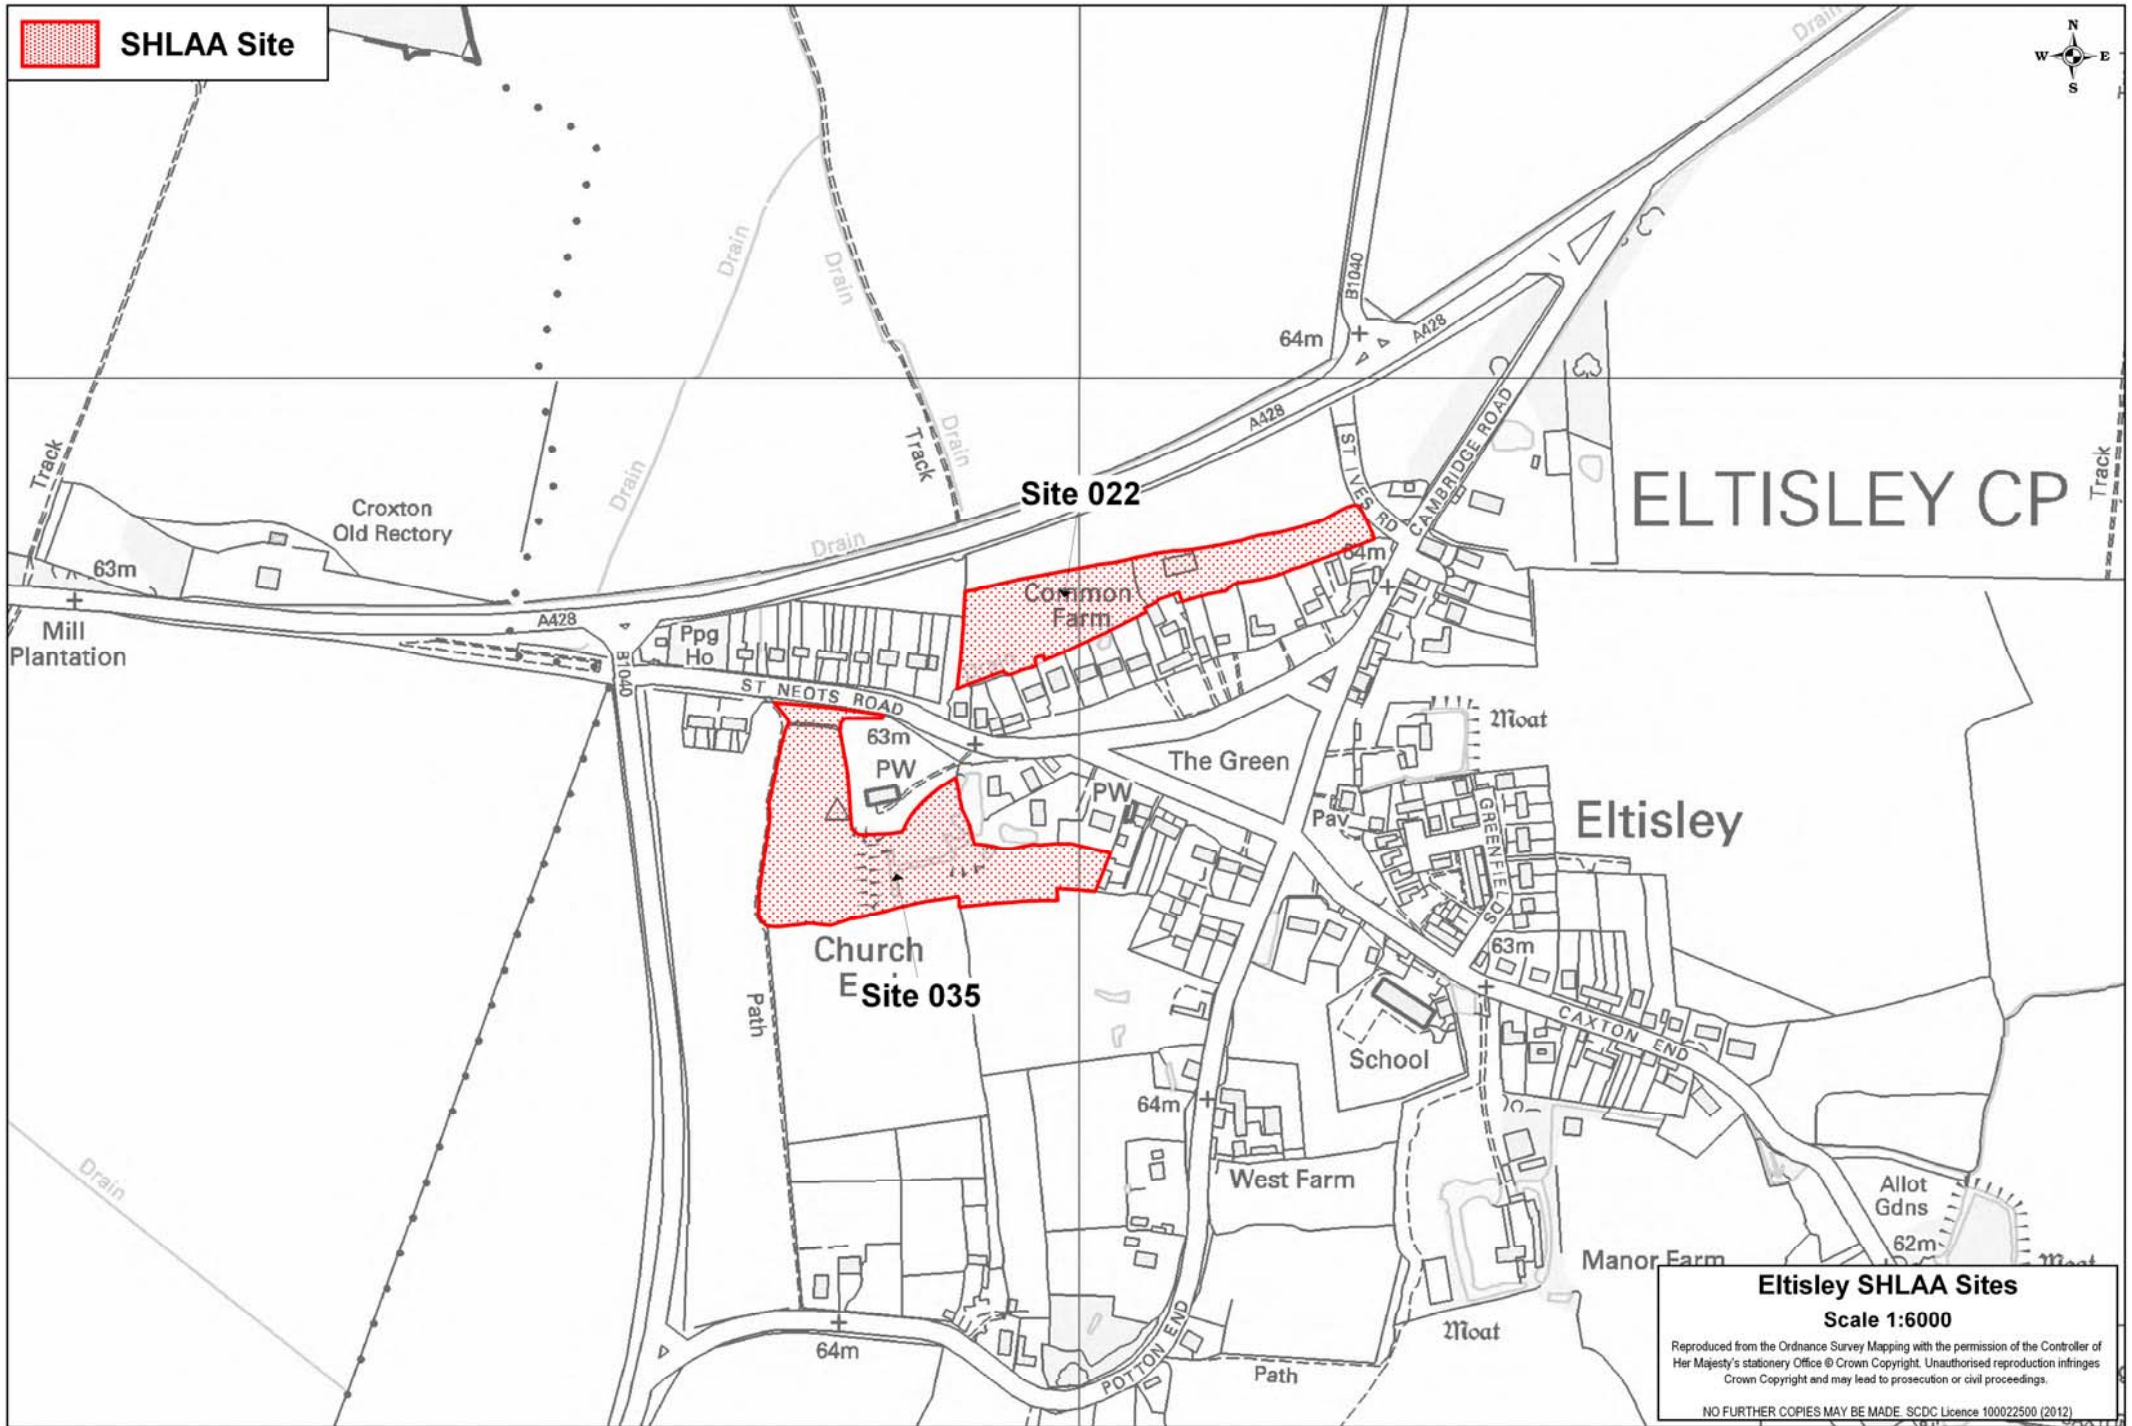 SHLAA Site
N
W
E
S
Drain
Drain
Drain
B1040
64m
A428
A428
Drain
Track
Track
Track
Drain
Croxton
Old Rectory
Drain
63m
Mill
Plantation
A428
B1040
Ppg
Ho
ST NEOTS ROAD
Site 022
Common
Farm
ST IVES RD
CAMBRIDGE ROAD
64m
ELTISLEY CP
63m
PW
The Green
PW
Pav
Moat
GREENFIELDS
Eltisley
Church
E
Site 035
Path
63m
School
CAXTON END
64m
West Farm
Drain
Allot
Gdns
62m
Manor Farm
Moat
Moat
64m
POTTON END
Path
Eltisley SHLAA Sites
Scale 1:6000
Reproduced from the Ordnance Survey Mapping with the permission of the Controller of
Her Majesty's stationery Office © Crown Copyright. Unauthorised reproduction infringes
Crown Copyright and may lead to prosecution or civil proceedings.
NO FURTHER COPIES MAY BE MADE. SCDC Licence 100022500 (2012)